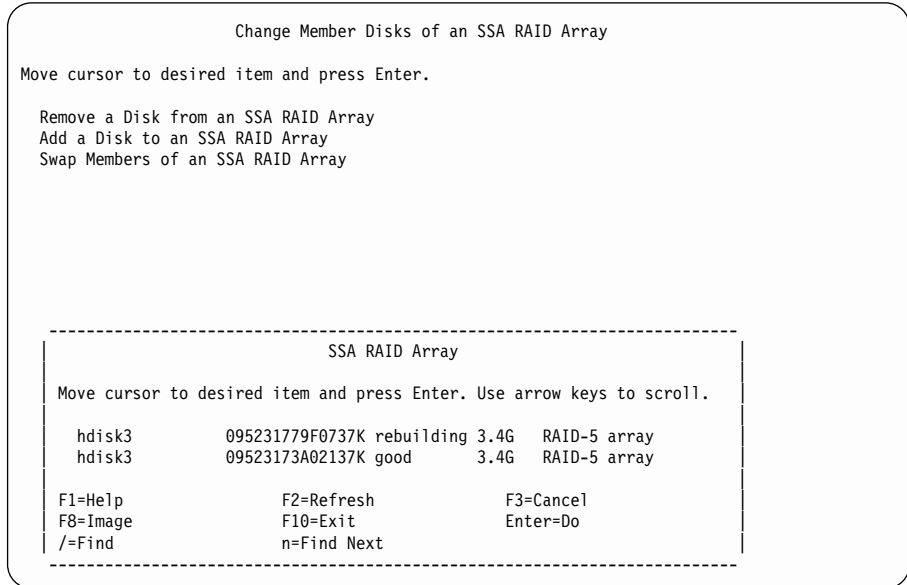 Change Member Disks of an SSA RAID Array
Move cursor to desired item and press Enter.
Remove a Disk from an SSA RAID Array
Add a Disk to an SSA RAID Array
Swap Members of an SSA RAID Array
SSA RAID Array
Move cursor to desired item and press Enter. Use arrow keys to scroll.
hdisk3 095231779F0737K rebuilding 3.4G RAID-5 array
hdisk3 09523173A02137K good 3.4G RAID-5 array
F1=Help F2=Refresh F3=Cancel
F8=Image F10=Exit Enter=Do
/=Find n=Find Next